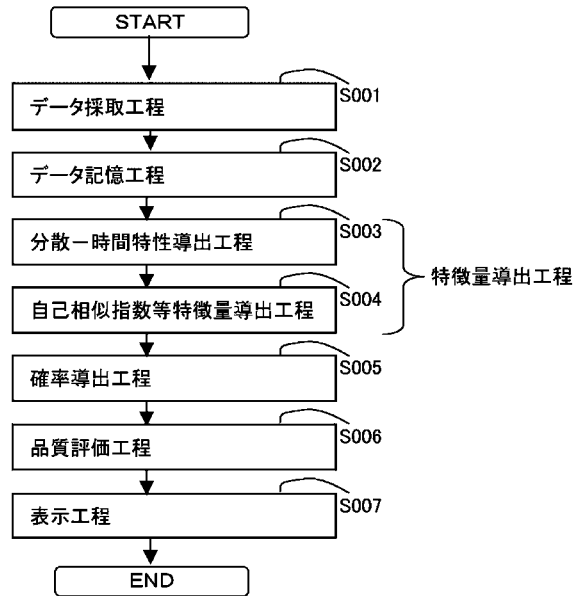 START
S001
データ採取工程
S002
データ記憶工程
S003
分散－時間特性導出工程
特徴量導出工程
S004
自己相似指数等特徴量導出工程
S005
確率導出工程
S006
品質評価工程
S007
表示工程
END